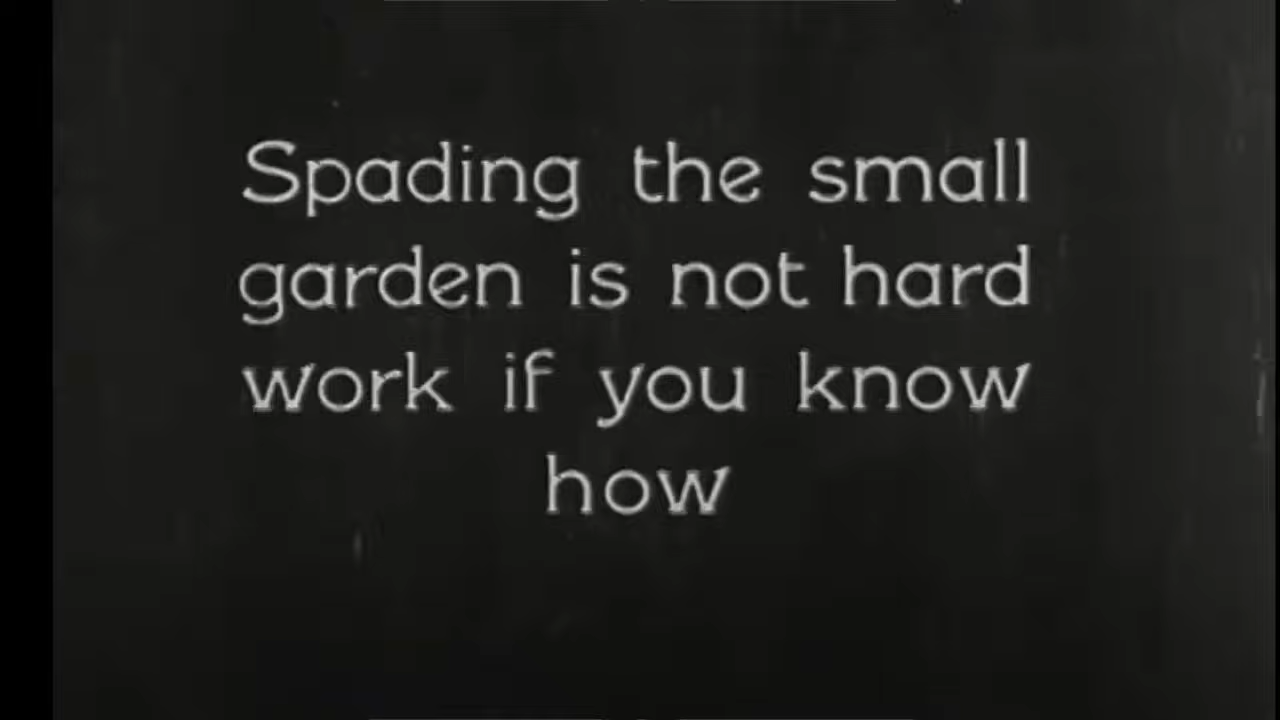 Spading the small
garden is not hard
work if you know
how